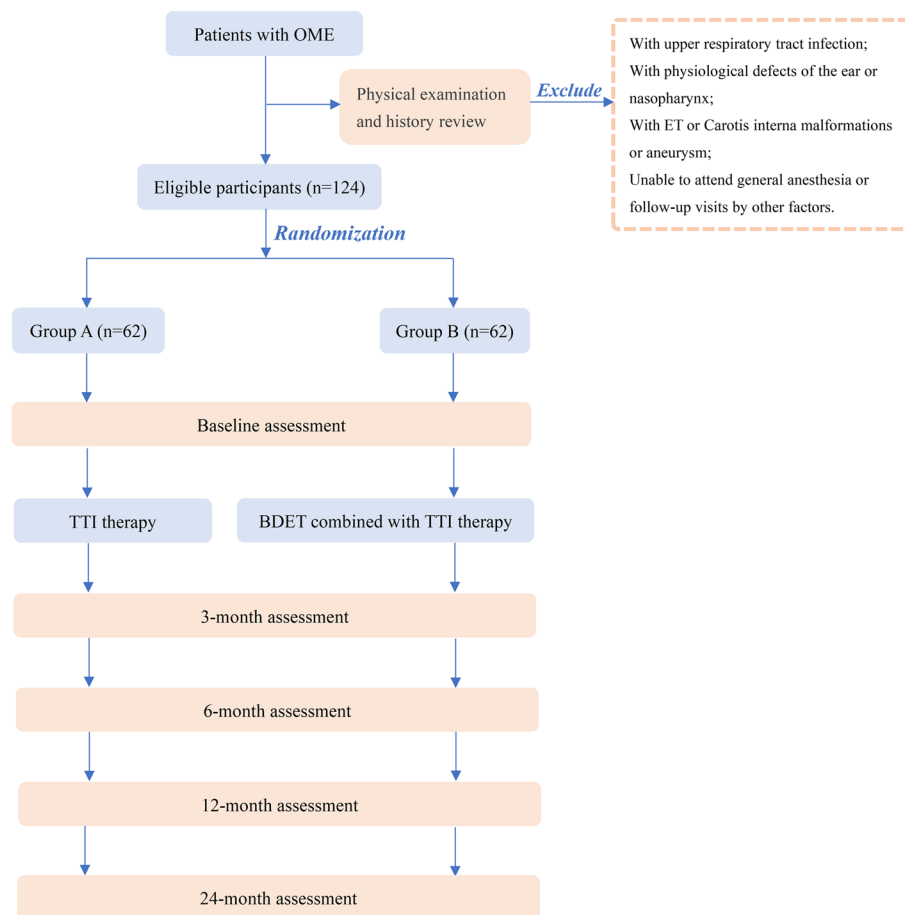 Patients with OME
Physical examination
and history review
Exclude
With upper respiratory tract infection;
With physiological defects of the ear or
nasopharynx;
With ET or Carotis interna malformations
or aneurysm;
Unable to attend general anesthesia or
follow-up visits by other factors.
Eligible participants (n=124)
Randomization
Group A (n=62)
Group B (n=62)
Baseline assessment
TTI therapy
BDET combined with TTI therapy
3-month assessment
6-month assessment
12-month assessment
24-month assessment